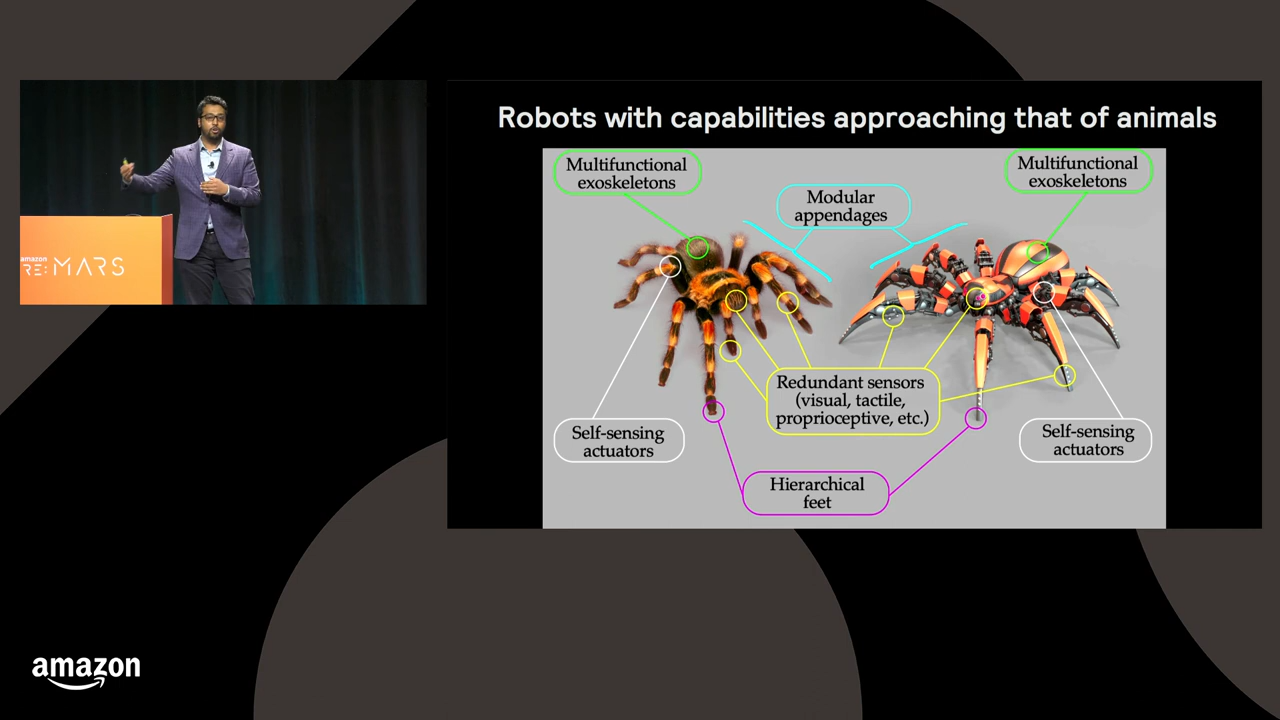 Robots with capabilities approaching that of animals
Multifunctional
exoskeletons
Multifunctional
exoskeletons
Modular
appendages
Redundant sensors
(visual, tactile,
proprioceptive, etc.)
Self-sensing
actuators
Self-sensing
actuators
Hierarchical
feet
amazon
RE:MARS
amazon